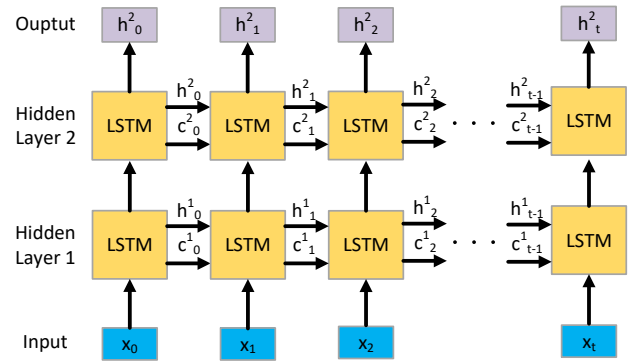 Ouptut h²₀ h²₁ h²₂ h²ₜ
h²₀ h²₁ h²₂ h²ₜ₋₁
Hidden Layer 2 LSTM LSTM LSTM . . . LSTM
c²₀ c²₁ c²₂ c²ₜ₋₁
h¹₀ h¹₁ h¹₂ h¹ₜ₋₁
Hidden Layer 1 LSTM LSTM LSTM . . . LSTM
c¹₀ c¹₁ c¹₂ c¹ₜ₋₁
Input x₀ x₁ x₂ xₜ